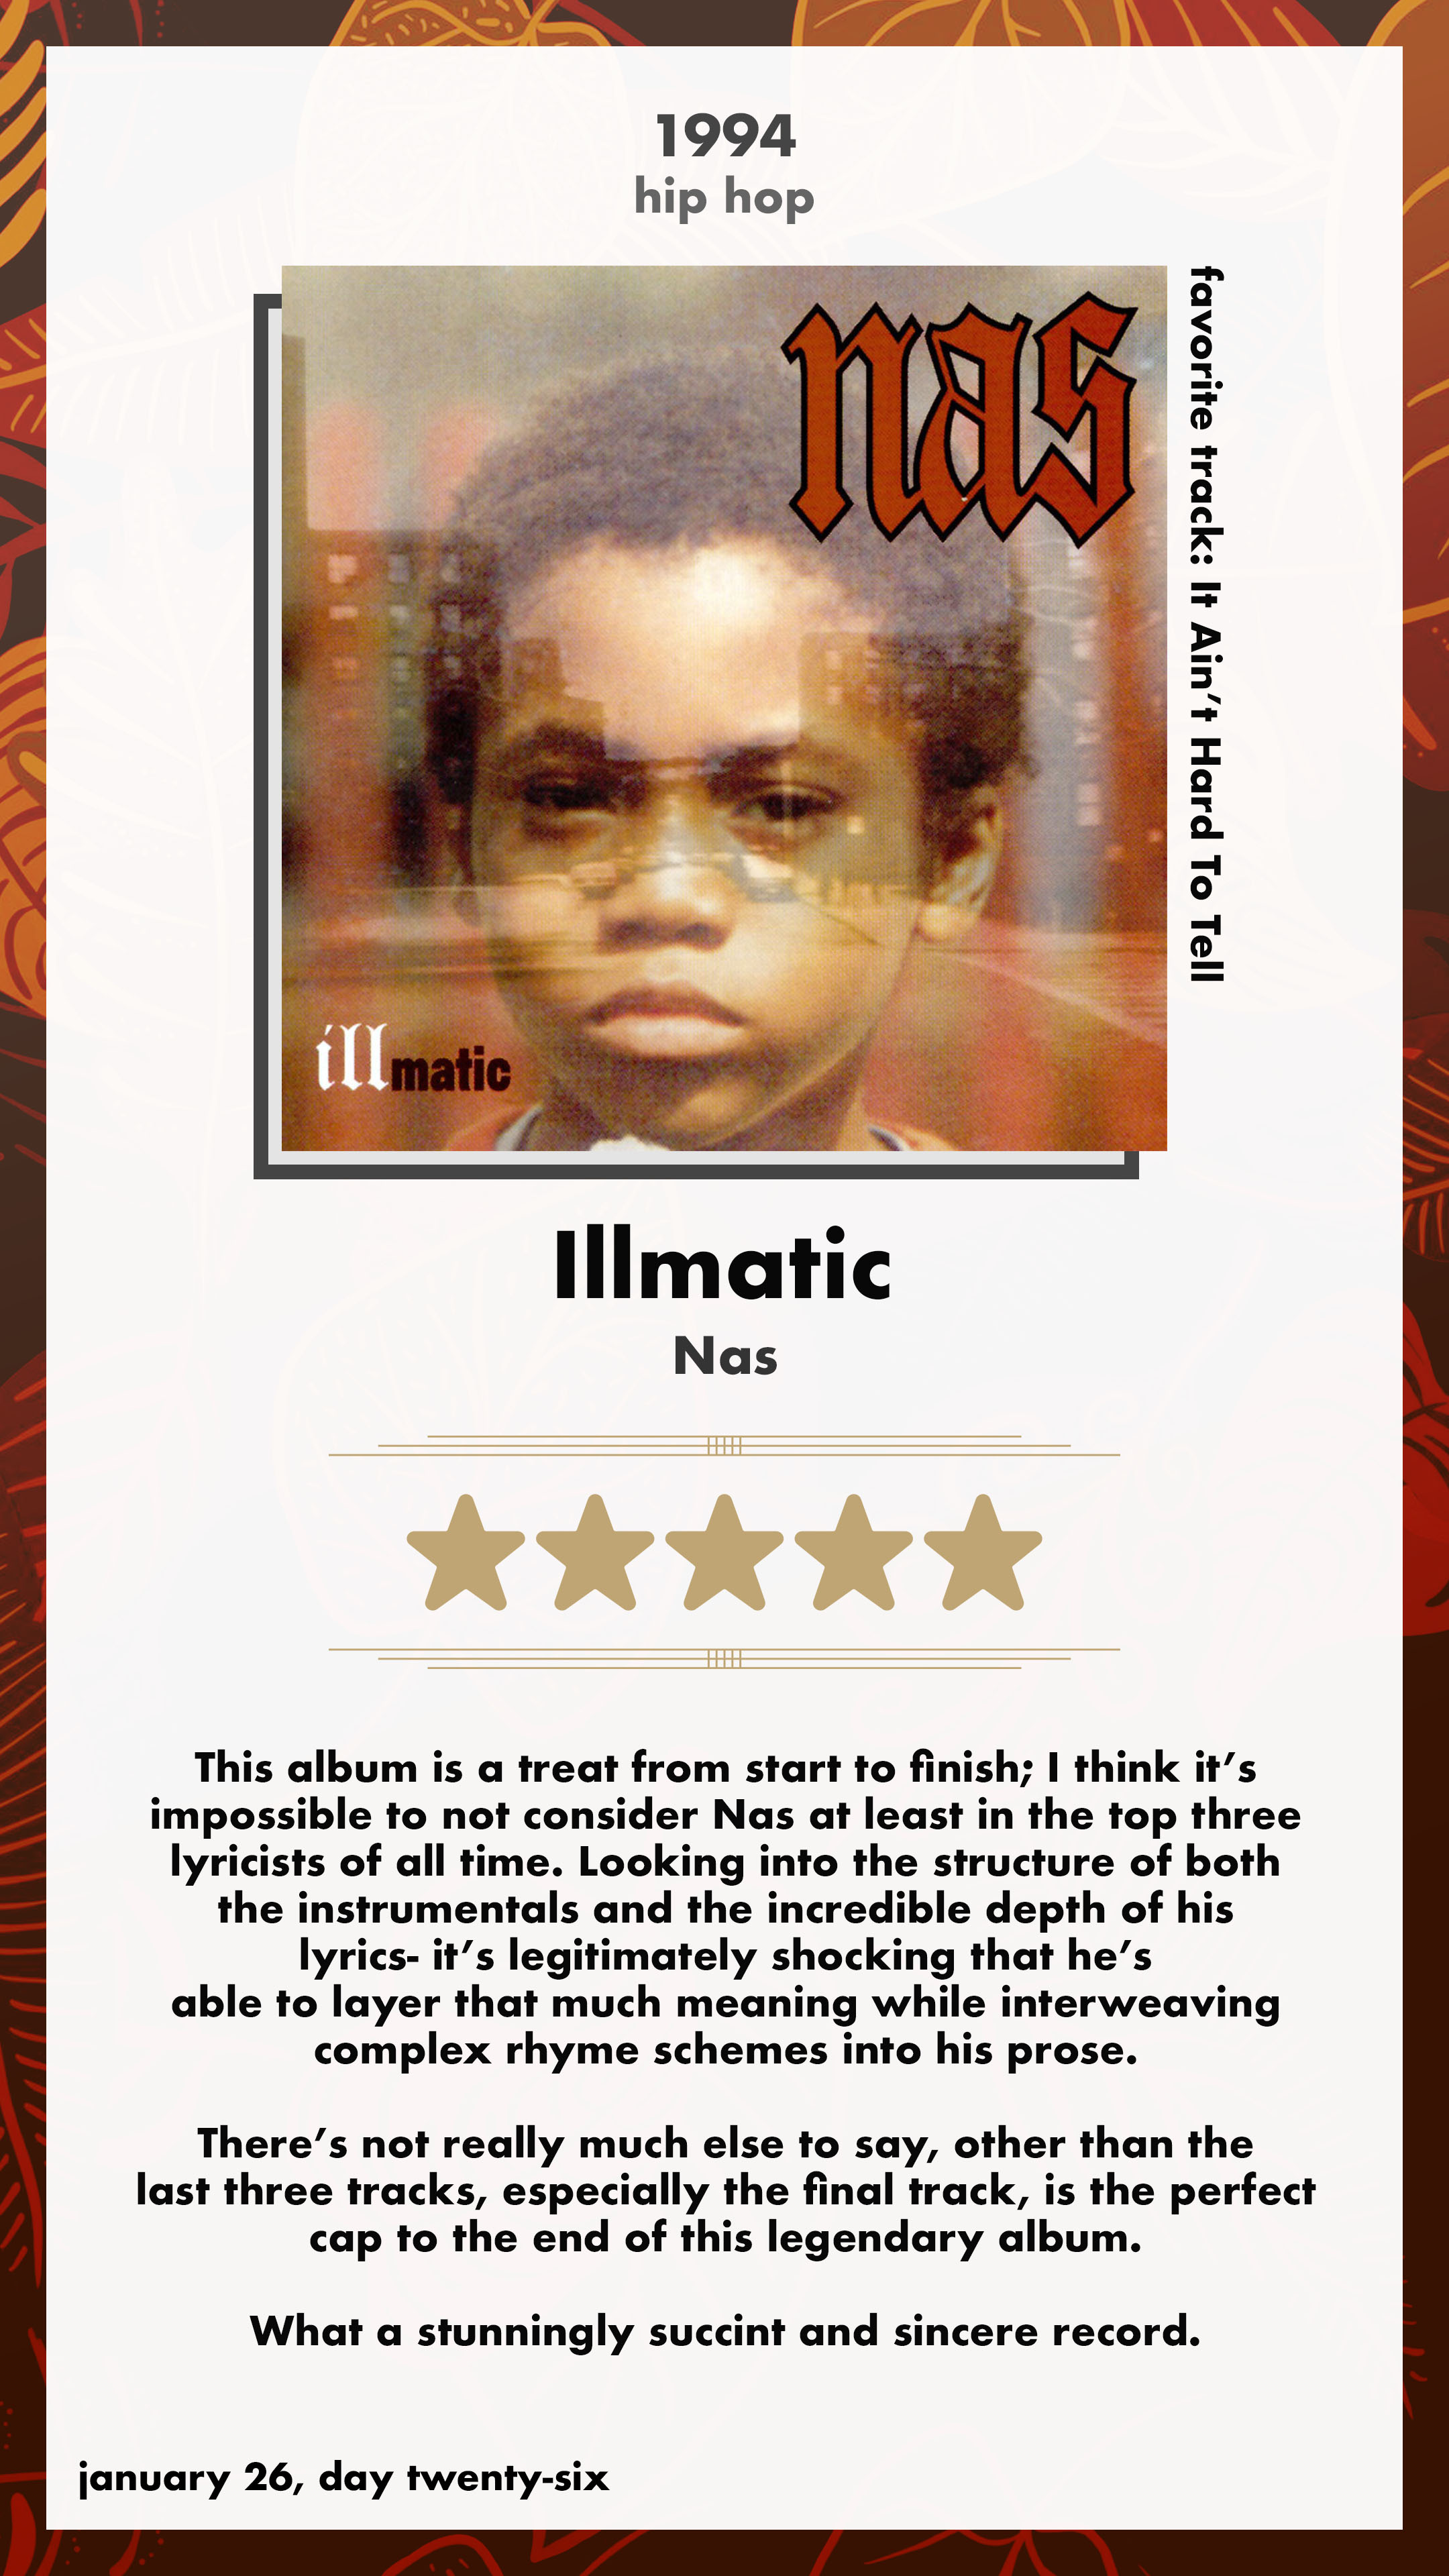 1994
hip hop
nas
illmatic
favorite track: It Ain’t Hard To Tell
Illmatic
Nas
This album is a treat from start to finish; I think it’s
impossible to not consider Nas at least in the top three
lyricists of all time. Looking into the structure of both
the instrumentals and the incredible depth of his
lyrics- it’s legitimately shocking that he’s
able to layer that much meaning while interweaving
complex rhyme schemes into his prose.
There’s not really much else to say, other than the
last three tracks, especially the final track, is the perfect
cap to the end of this legendary album.
What a stunningly succint and sincere record.
january 26, day twenty-six